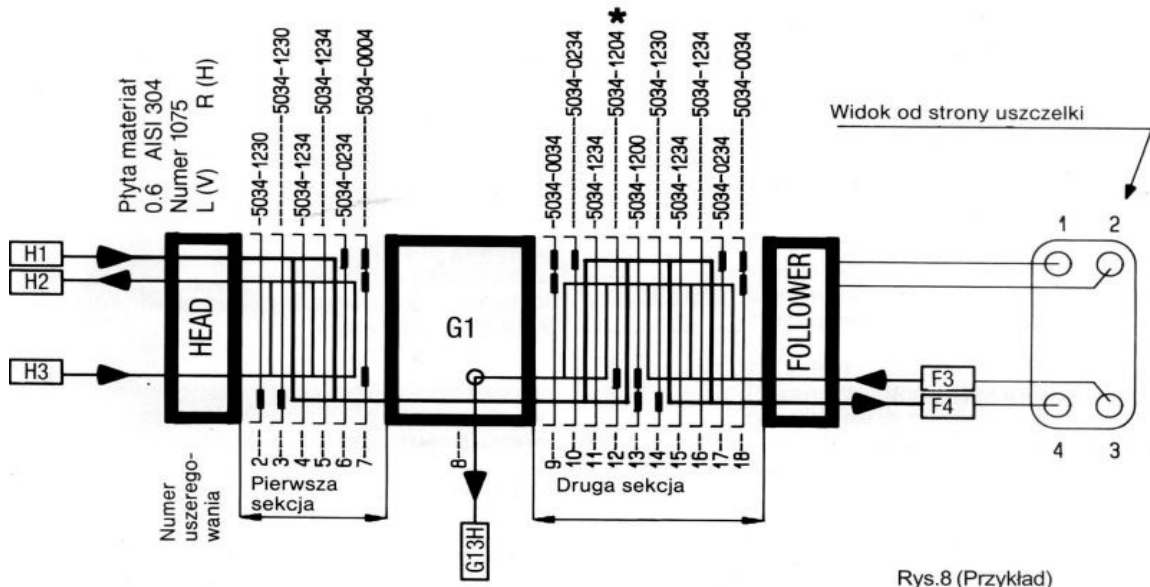 Płyta materiał
0.6 AISI 304
Numer 1075
L (V) R (H)
5034-1230
5034-1230
5034-1234
5034-1234
5034-0234
5034-0004
5034-0034
5034-0234
5034-1234
5034-1204 *
5034-1200
5034-1230
5034-1234
5034-1234
5034-0234
5034-0034
Widok od strony uszczelki
H1
H2
H3
HEAD
G1
FOLLOWER
F3
F4
1
2
4
3
2
3
4
5
6
7
8
9
10
11
12
13
14
15
16
17
18
Numer
uszerego-
wania
Pierwsza
sekcja
Druga sekcja
G13H
Rys.8 (Przykład)